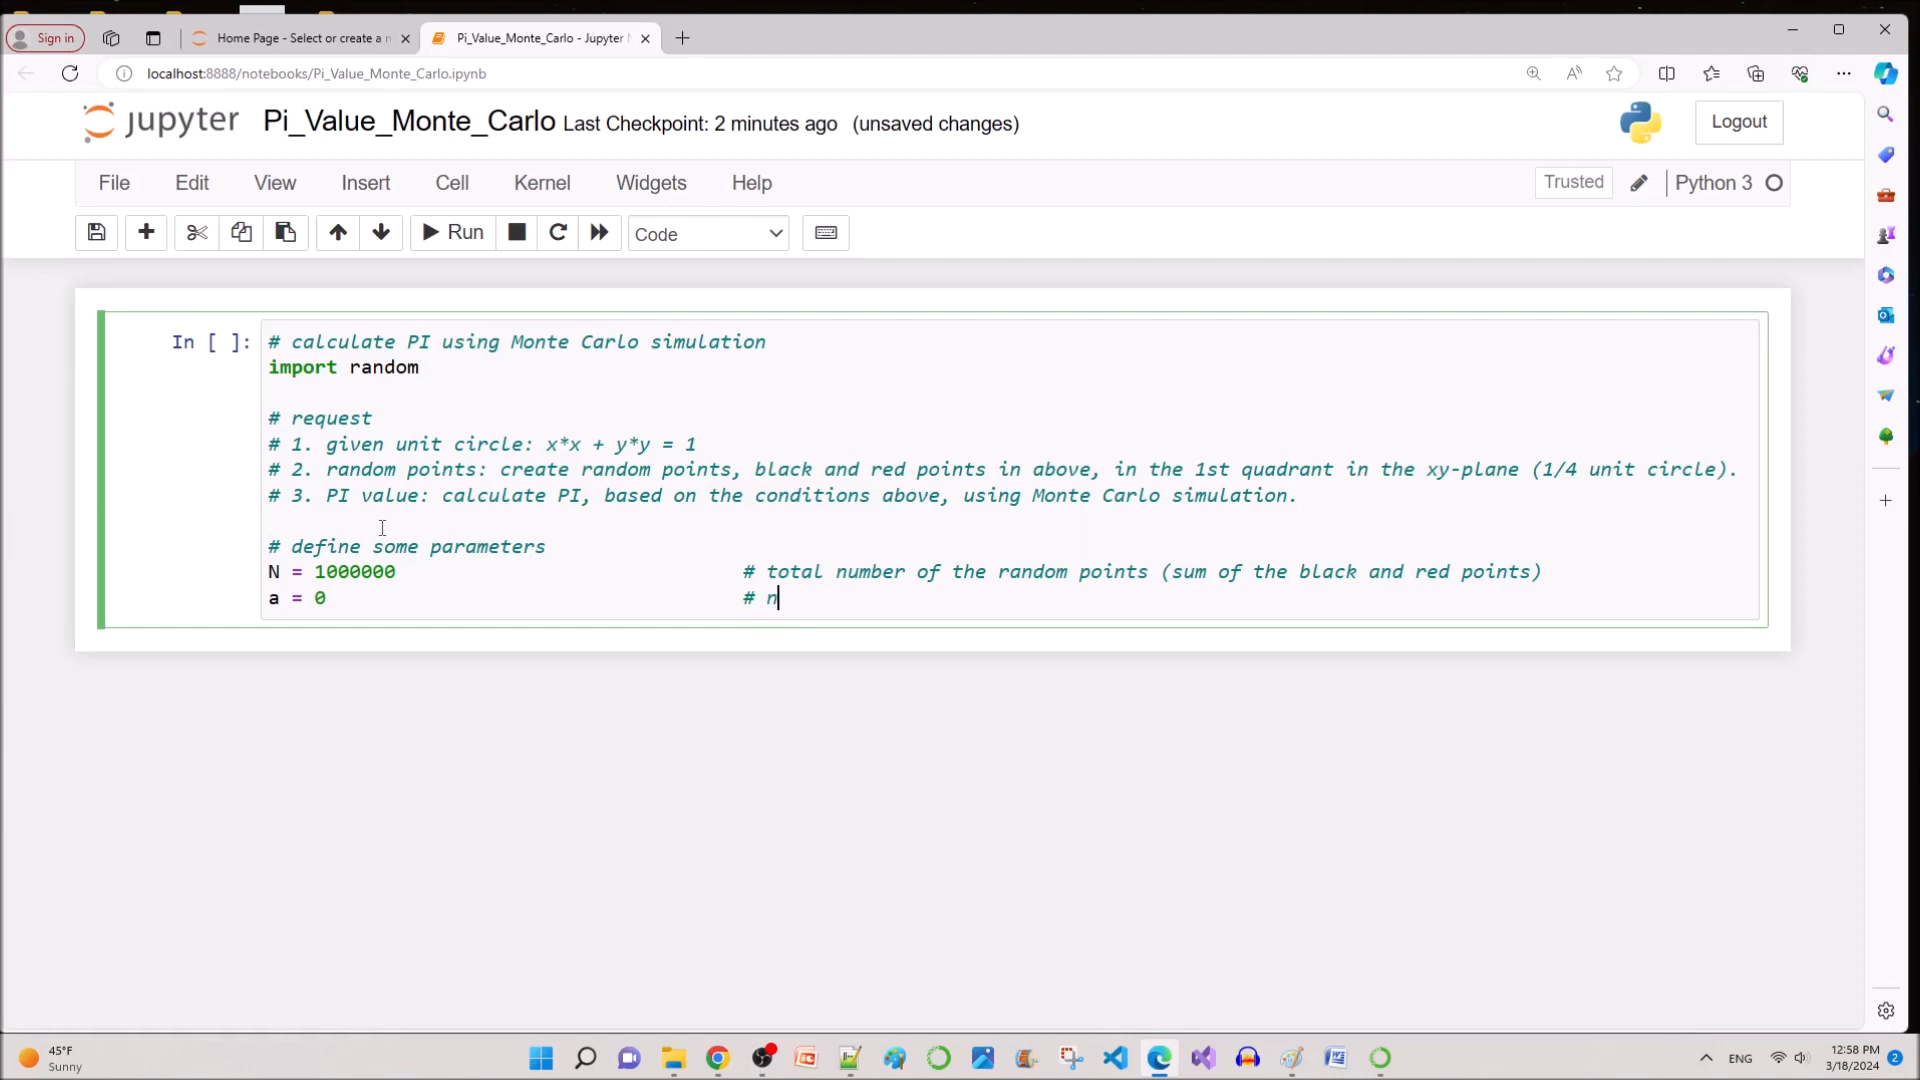 Sign in
Home Page - Select or create a n
Pi_Value_Monte_Carlo - Jupyter N
localhost:8888/notebooks/Pi_Value_Monte_Carlo.ipynb
jupyter Pi_Value_Monte_Carlo Last Checkpoint: 2 minutes ago (unsaved changes)
Logout
File Edit View Insert Cell Kernel Widgets Help
Trusted
Python 3
Run
Code
In [ ]: # calculate PI using Monte Carlo simulation
import random
# request
# 1. given unit circle: x*x + y*y = 1
# 2. random points: create random points, black and red points in above, in the 1st quadrant in the xy-plane (1/4 unit circle).
# 3. PI value: calculate PI, based on the conditions above, using Monte Carlo simulation.
# define some parameters
N = 1000000 # total number of the random points (sum of the black and red points)
a = 0 # n
45°F
Sunny
ENG
12:58 PM
3/18/2024
2